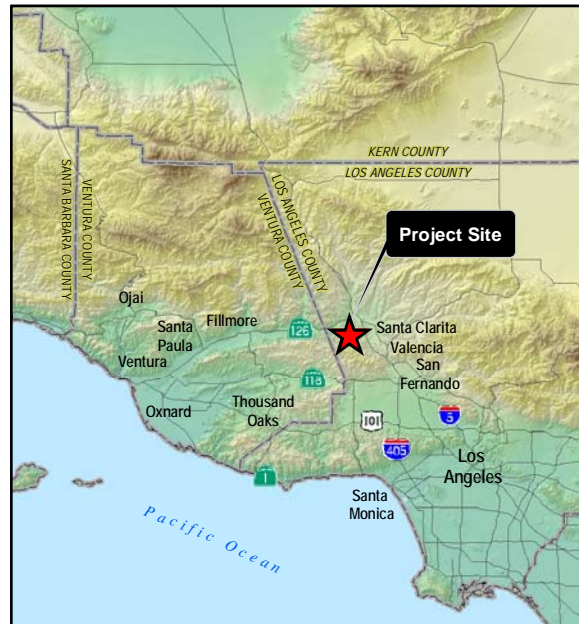 KERN COUNTY
LOS ANGELES COUNTY
SANTA BARBARA COUNTY
VENTURA COUNTY
LOS ANGELES COUNTY
VENTURA COUNTY
Project Site
Ojai
Santa
Paula
Fillmore
126
Santa Clarita
Valencia
San
Fernando
Ventura
118
Oxnard
Thousand
Oaks
101
5
405
Los
Angeles
1
Santa
Monica
Pacific Ocean